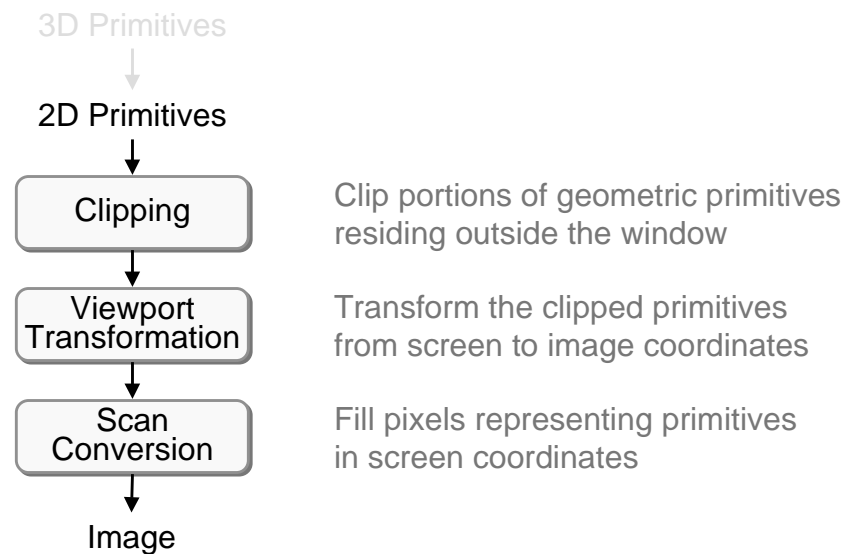 3D Primitives
2D Primitives
Clipping
Clip portions of geometric primitives
residing outside the window
Viewport
Transformation
Transform the clipped primitives
from screen to image coordinates
Scan
Conversion
Fill pixels representing primitives
in screen coordinates
Image